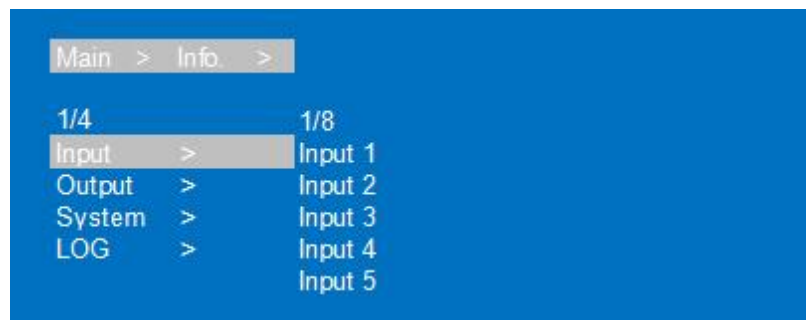 Main > Info. >
1/4 1/8
Input > Input 1
Output > Input 2
System > Input 3
LOG > Input 4
Input 5